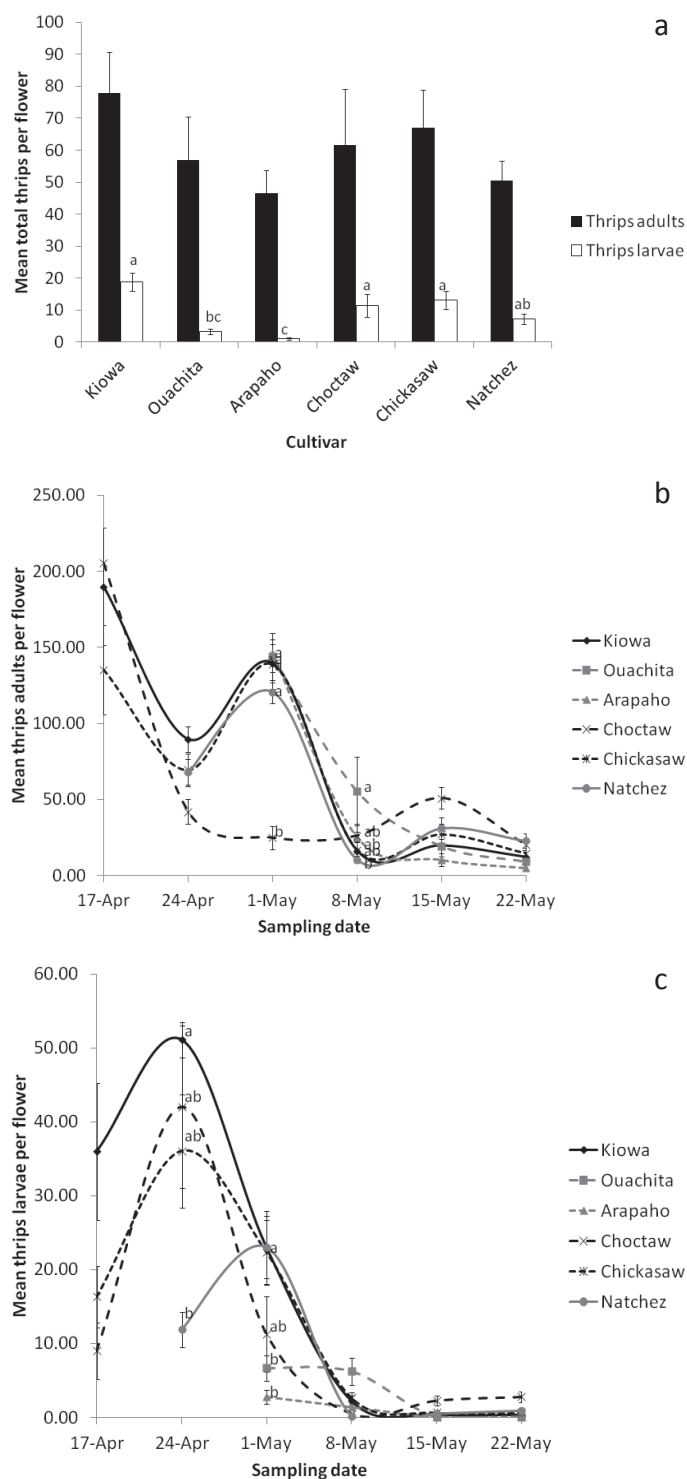 a
Mean total thrips per flower
100
90
80
70
60
50
40
30
20
10
0
a
bc
c
a
a
ab
Thrips adults
Thrips larvae
Kiowa
Ouachita
Arapaho
Choctaw
Chickasaw
Natchez
Cultivar
b
Mean thrips adults per flower
250.00
200.00
150.00
100.00
50.00
0.00
a
a
b
a
ab
ab
ab
b
Kiowa
Ouachita
Arapaho
Choctaw
Chickasaw
Natchez
17-Apr 24-Apr 1-May 8-May 15-May 22-May
Sampling date
c
Mean thrips larvae per flower
60.00
50.00
40.00
30.00
20.00
10.00
0.00
a
ab
ab
b
a
ab
b
b
Kiowa
Ouachita
Arapaho
Choctaw
Chickasaw
Natchez
17-Apr 24-Apr 1-May 8-May 15-May 22-May
Sampling date